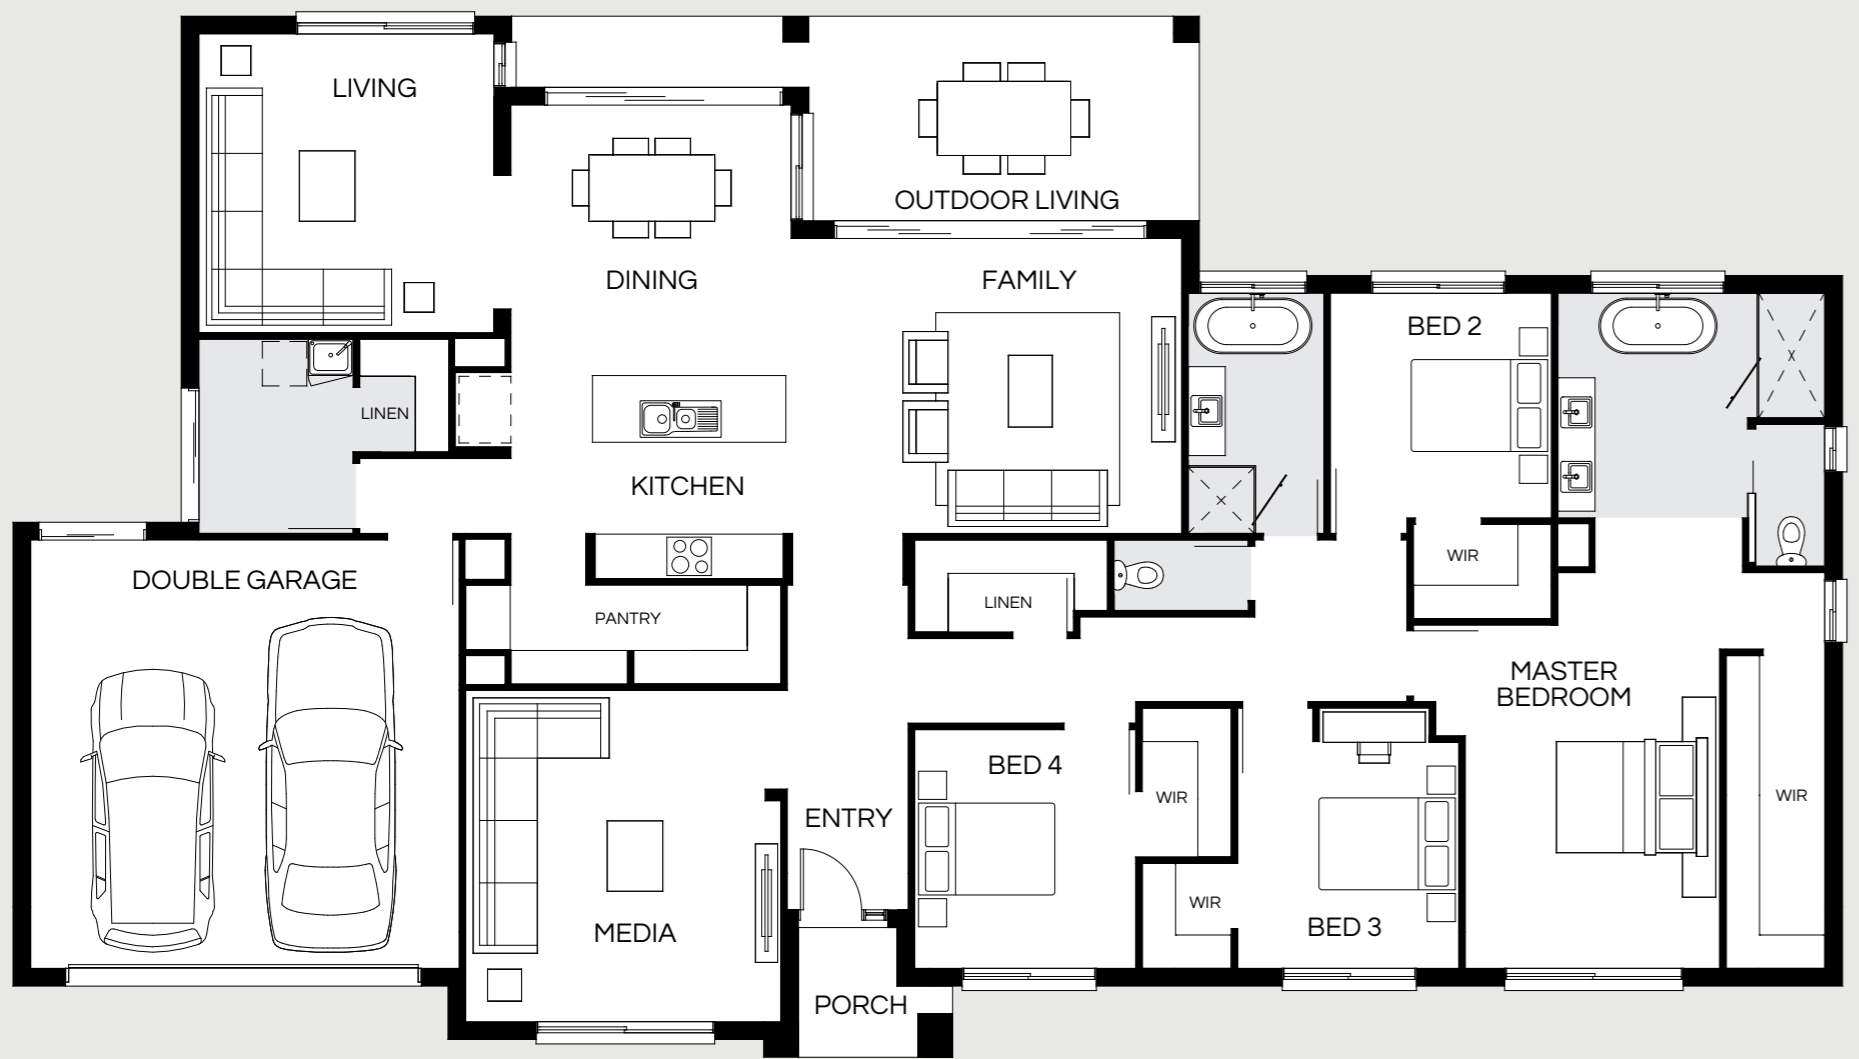 LIVING
OUTDOOR LIVING
DINING
FAMILY
BED 2
LINEN
KITCHEN
WIR
DOUBLE GARAGE
PANTRY
LINEN
MASTER
BEDROOM
BED 4
WIR
WIR
ENTRY
WIR
MEDIA
BED 3
PORCH